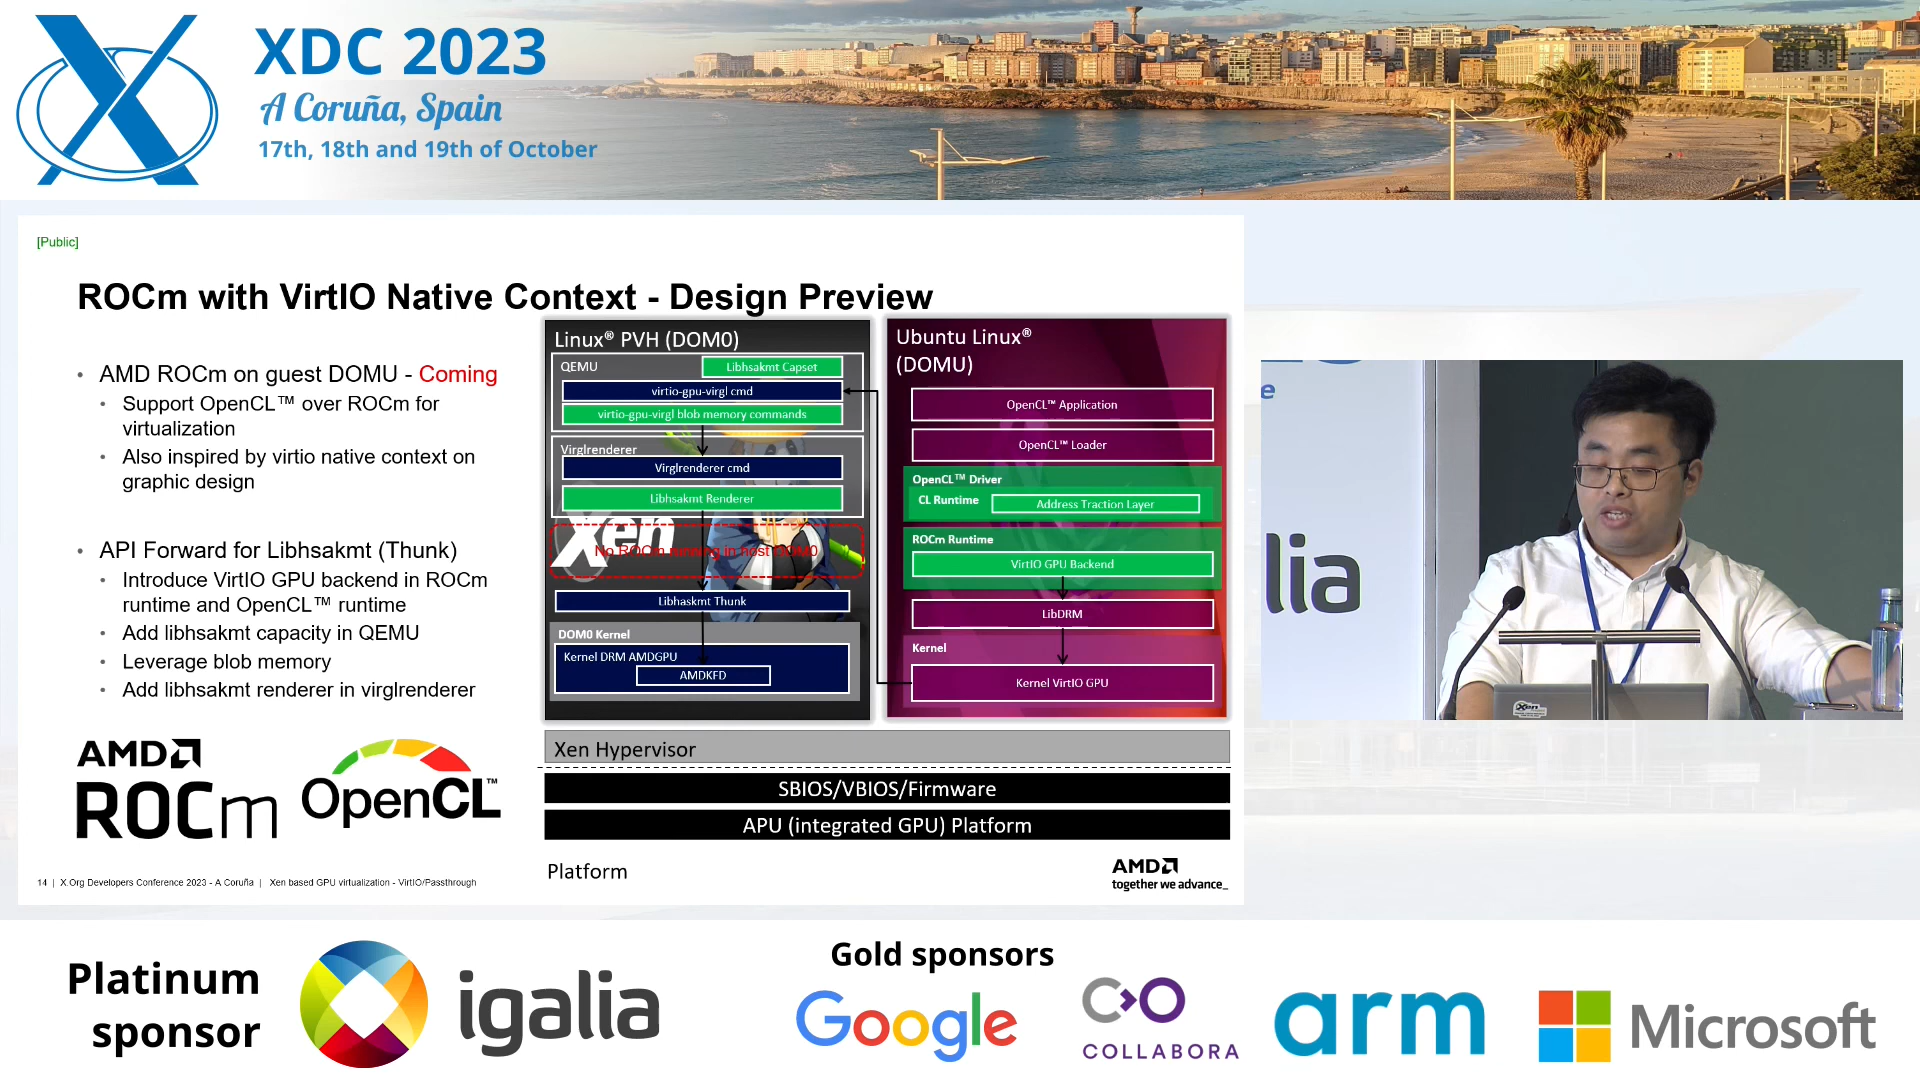 XDC 2023
A Coruña, Spain
17th, 18th and 19th of October
[Public]
ROCm with VirtIO Native Context - Design Preview
• AMD ROCm on guest DOMU - Coming
• Support OpenCL™ over ROCm for
virtualization
• Also inspired by virtio native context on
graphic design
• API Forward for Libhsakmt (Thunk)
• Introduce VirtIO GPU backend in ROCm
runtime and OpenCL™ runtime
• Add libhsakmt capacity in QEMU
• Leverage blob memory
• Add libhsakmt renderer in virglrenderer
AMD
ROCm
OpenCL™
Linux® PVH (DOM0)
QEMU
Libhsakmt Capset
virtio-gpu-virgl cmd
virtio-gpu-virgl blob memory commands
Virglrenderer
Virglrenderer cmd
Libhsakmt Renderer
Xen
No ROCm running in host DOM0
Libhaskmt Thunk
DOM0 Kernel
Kernel DRM AMDGPU
AMDKFD
Ubuntu Linux®
(DOMU)
OpenCL™ Application
OpenCL™ Loader
OpenCL™ Driver
CL Runtime
Address Traction Layer
ROCm Runtime
VirtIO GPU Backend
LibDRM
Kernel
Kernel VirtIO GPU
Xen Hypervisor
SBIOS/VBIOS/Firmware
APU (integrated GPU) Platform
Platform
14 | X.Org Developers Conference 2023 - A Coruña | Xen based GPU virtualization - VirtIO/Passthrough
AMD
together we advance_
e
lia
Xen
Platinum
sponsor
igalia
Gold sponsors
Google
COLLABORA
arm
Microsoft